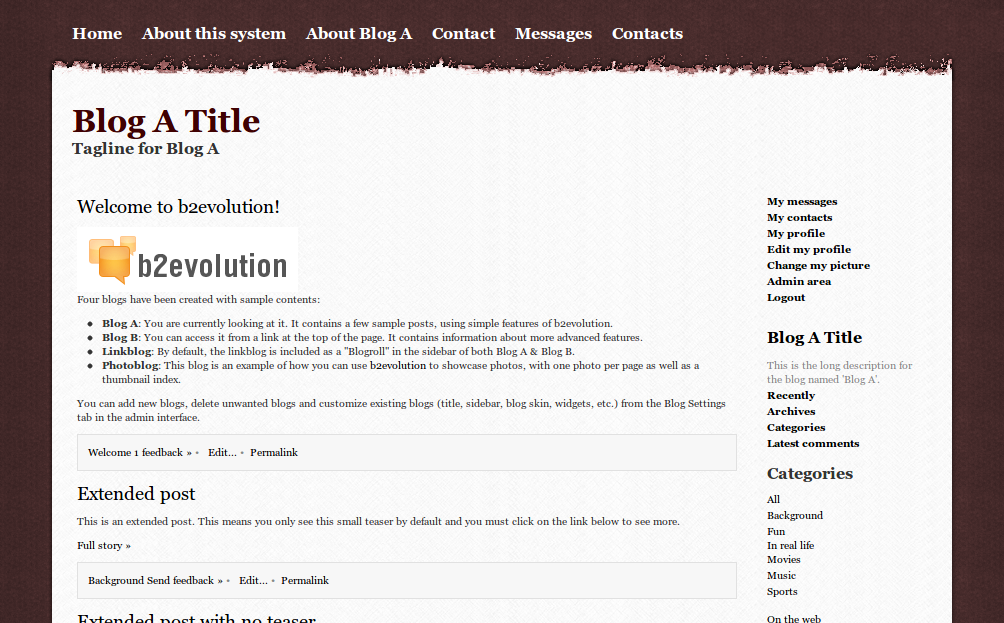 Home About this system About Blog A Contact Messages Contacts
Blog A Title
Tagline for Blog A
Welcome to b2evolution!
b2evolution
Four blogs have been created with sample contents:
Blog A: You are currently looking at it. It contains a few sample posts, using simple features of b2evolution.
Blog B: You can access it from a link at the top of the page. It contains information about more advanced features.
Linkblog: By default, the linkblog is included as a "Blogroll" in the sidebar of both Blog A & Blog B.
Photoblog: This blog is an example of how you can use b2evolution to showcase photos, with one photo per page as well as a
thumbnail index.
You can add new blogs, delete unwanted blogs and customize existing blogs (title, sidebar, blog skin, widgets, etc.) from the Blog Settings
tab in the admin interface.
Welcome 1 feedback » • Edit... • Permalink
Extended post
This is an extended post. This means you only see this small teaser by default and you must click on the link below to see more.
Full story »
Background Send feedback » • Edit... • Permalink
Extended post with no teaser
My messages
My contacts
My profile
Edit my profile
Change my picture
Admin area
Logout
Blog A Title
This is the long description for
the blog named 'Blog A'.
Recently
Archives
Categories
Latest comments
Categories
All
Background
Fun
In real life
Movies
Music
Sports
On the web